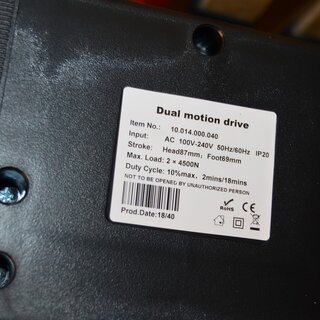 Dual motion drive
Item No.: 10.014.000.040
Input: AC 100V-240V 50Hz/60Hz IP20
Stroke: Head87mm; Foot69mm
Max. Load: 2 × 4500N
Duty Cycle: 10%max, 2mins/18mins
NOT TO BE OPENED BY UNAUTHORIZED PERSON
RoHS
Prod.Date:18/40